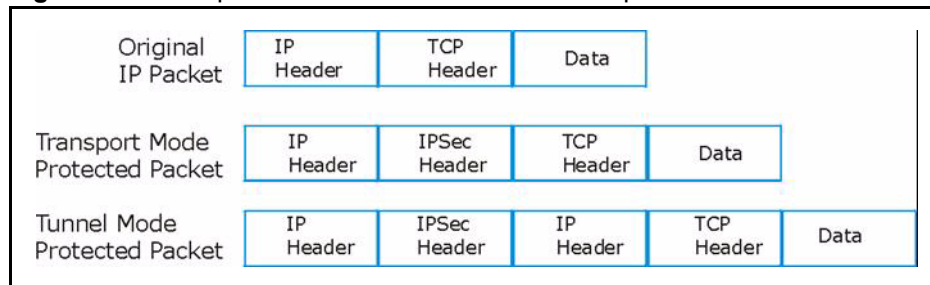 Original IP Packet
IP Header
TCP Header
Data
Transport Mode Protected Packet
IP Header
IPSec Header
TCP Header
Data
Tunnel Mode Protected Packet
IP Header
IPSec Header
IP Header
TCP Header
Data